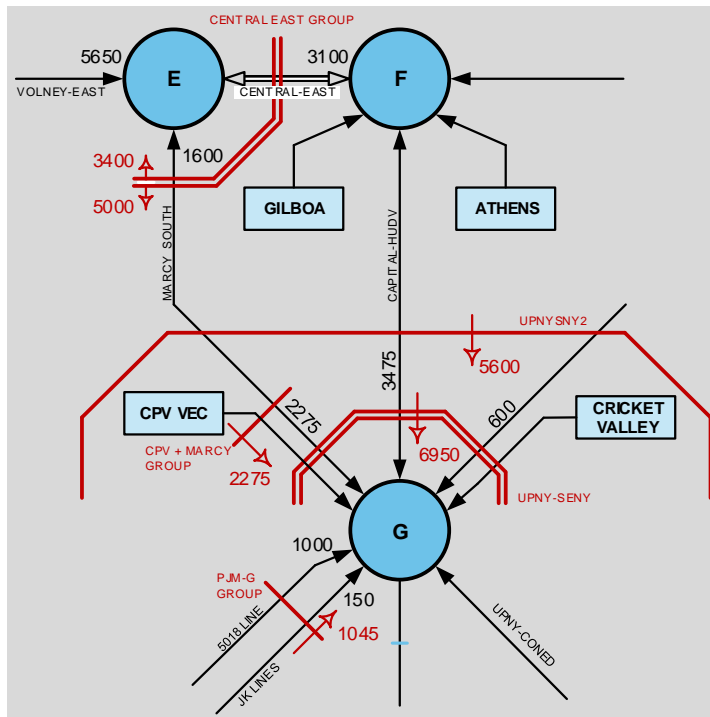 CENTRAL EAST GROUP
5650
E
3100
F
VOLNEY-EAST
CENTRAL-EAST
3400
1600
5000
GILBOA
ATHENS
MARCY SOUTH
CAPITAL-HUDV
UPNYSNY2
5600
3475
CPV VEC
2275
600
CRICKET
VALLEY
CPV + MARCY
GROUP
2275
6950
UPNY-SENY
G
1000
PJM-G
GROUP
150
5018 LINE
1045
JK LINES
UPNY-CONED